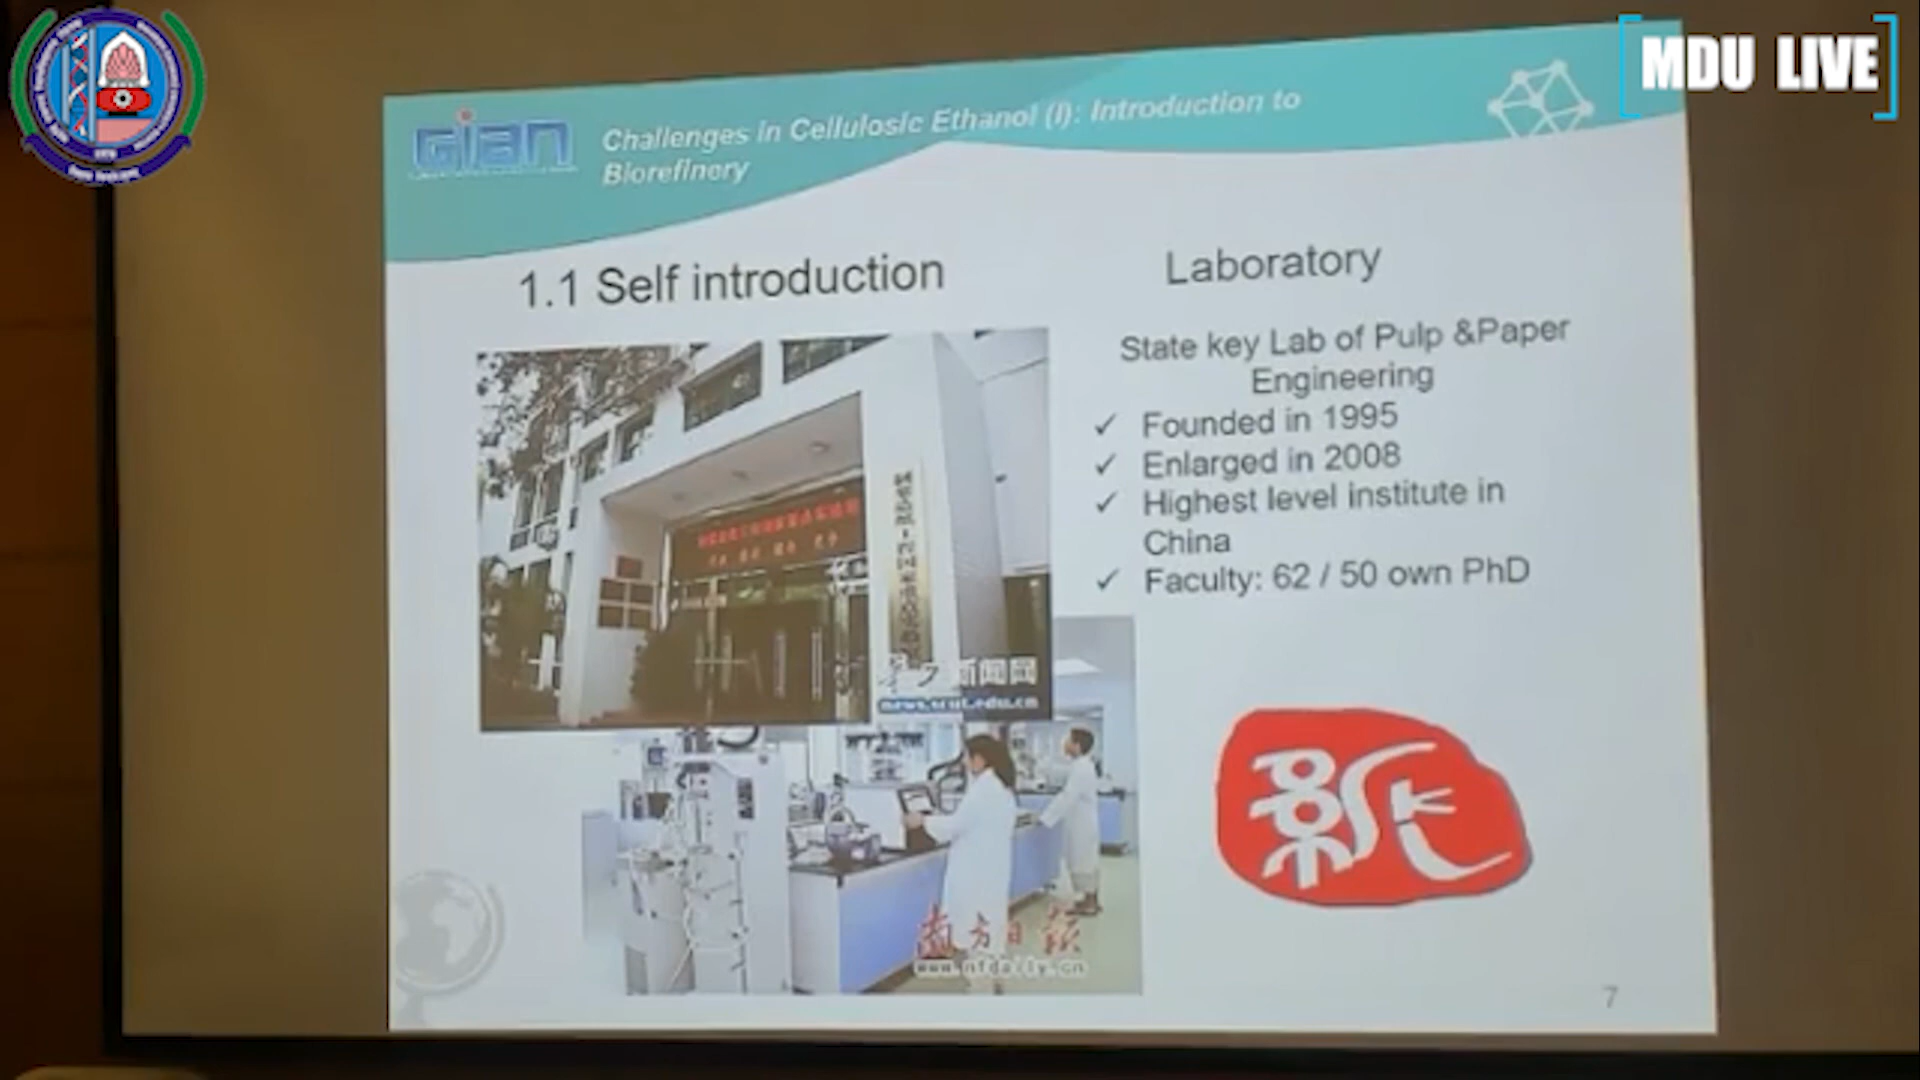 MDU LIVE
GIAN
Challenges in Cellulosic Ethanol (I): Introduction to
Biorefinery
1.1 Self introduction
Laboratory
State key Lab of Pulp &Paper
Engineering
✓ Founded in 1995
✓ Enlarged in 2008
✓ Highest level institute in
China
✓ Faculty: 62 / 50 own PhD
新闻网
news.scut.edu.cn
南方日报
www.nfdaily.cn
7